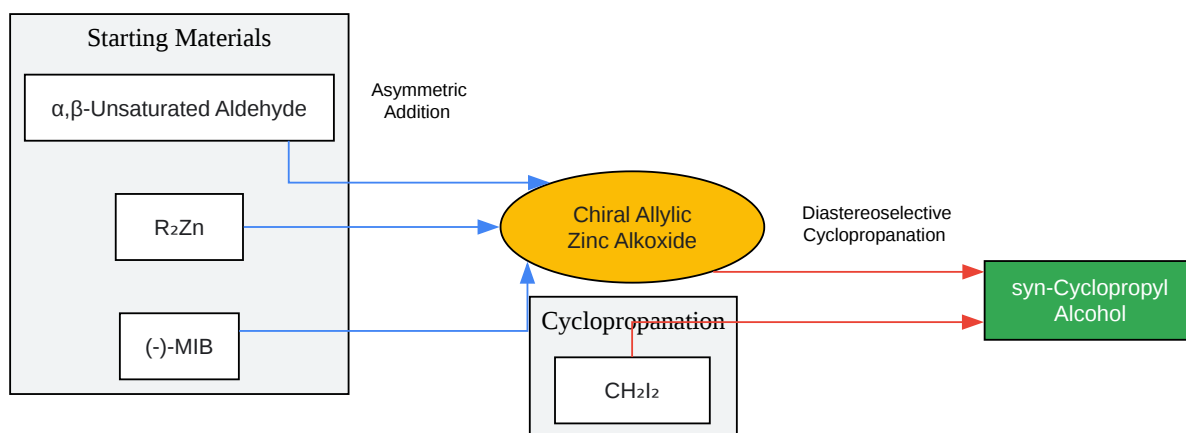 Starting Materials
α,β-Unsaturated Aldehyde
Asymmetric
Addition
R₂Zn
(-)-MIB
Chiral Allylic
Zinc Alkoxide
Diastereoselective
Cyclopropanation
Cyclopropanation
CH₂I₂
syn-Cyclopropyl
Alcohol